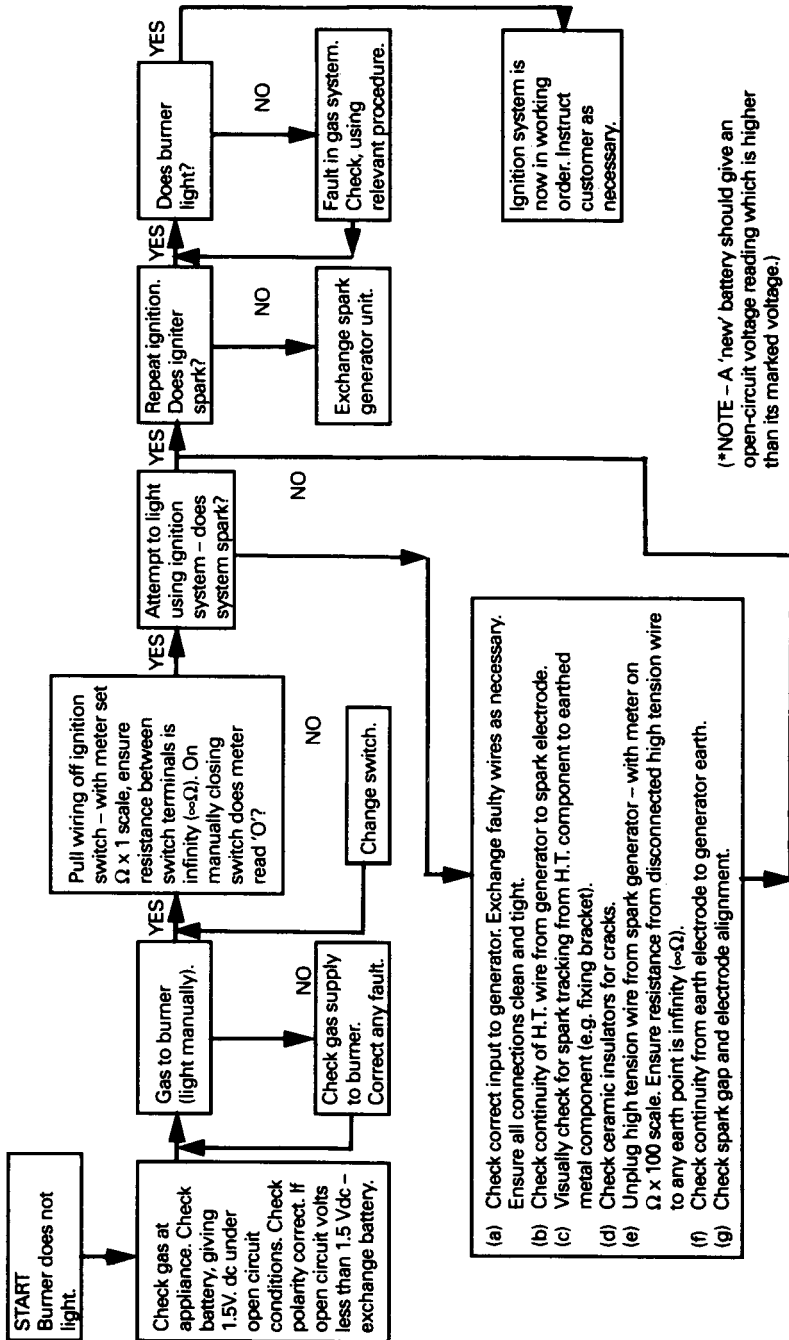 START
Burner does not
light.
Check gas at
appliance. Check
battery, giving
1.5V. dc under
open circuit
conditions. Check
polarity correct. If
open circuit volts
less than 1.5 Vdc –
exchange battery.
Gas to burner
(light manually).
YES
NO
Check gas supply
to burner.
Correct any fault.
Pull wiring off ignition
switch – with meter set
Ω x 1 scale, ensure
resistance between
switch terminals is
infinity (∞Ω). On
manually closing
switch does meter
read 'O'?
YES
NO
Change switch.
Attempt to light
using ignition
system – does
system spark?
YES
NO
Repeat ignition.
Does igniter
spark?
YES
NO
Exchange spark
generator unit.
Does burner
light?
YES
NO
Fault in gas system.
Check, using
relevant procedure.
Ignition system is
now in working
order. Instruct
customer as
necessary.
(a) Check correct input to generator. Exchange faulty wires as necessary.
Ensure all connections clean and tight.
(b) Check continuity of H.T. wire from generator to spark electrode.
(c) Visually check for spark tracking from H.T. component to earthed
metal component (e.g. fixing bracket).
(d) Check ceramic insulators for cracks.
(e) Unplug high tension wire from spark generator – with meter on
Ω x 100 scale. Ensure resistance from disconnected high tension wire
to any earth point is infinity (∞Ω).
(f) Check continuity from earth electrode to generator earth.
(g) Check spark gap and electrode alignment.
(*NOTE – A 'new' battery should give an
open-circuit voltage reading which is higher
than its marked voltage.)